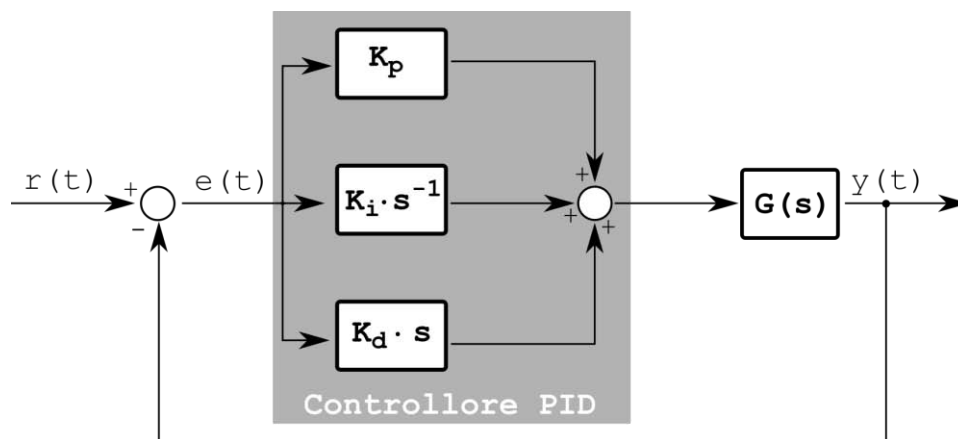 Kp
r(t)
+
-
e(t)
Ki·s⁻¹
+
+
+
G(s)
y(t)
Kd·s
Controllore PID